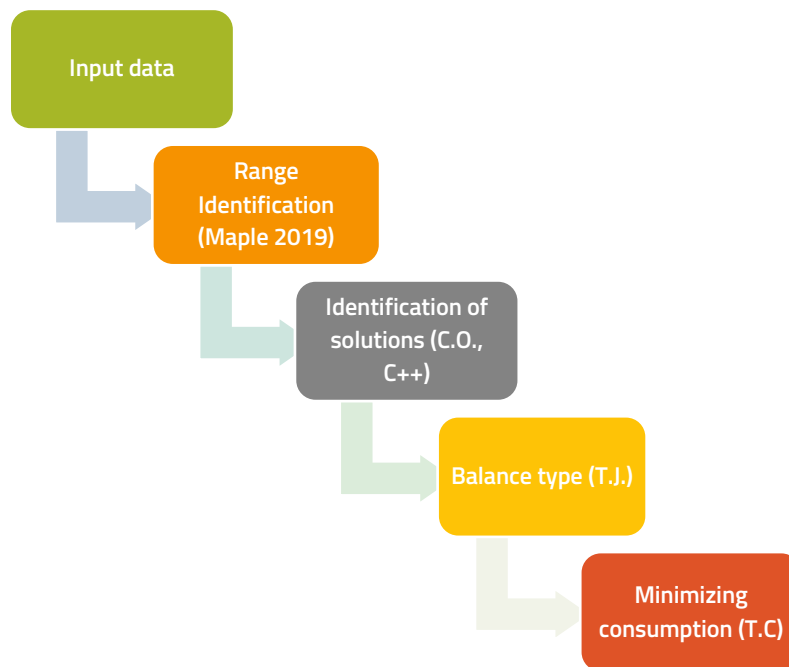 Input data
Range
Identification
(Maple 2019)
Identification of
solutions (C.O.,
C++)
Balance type (T.J.)
Minimizing
consumption (T.C)